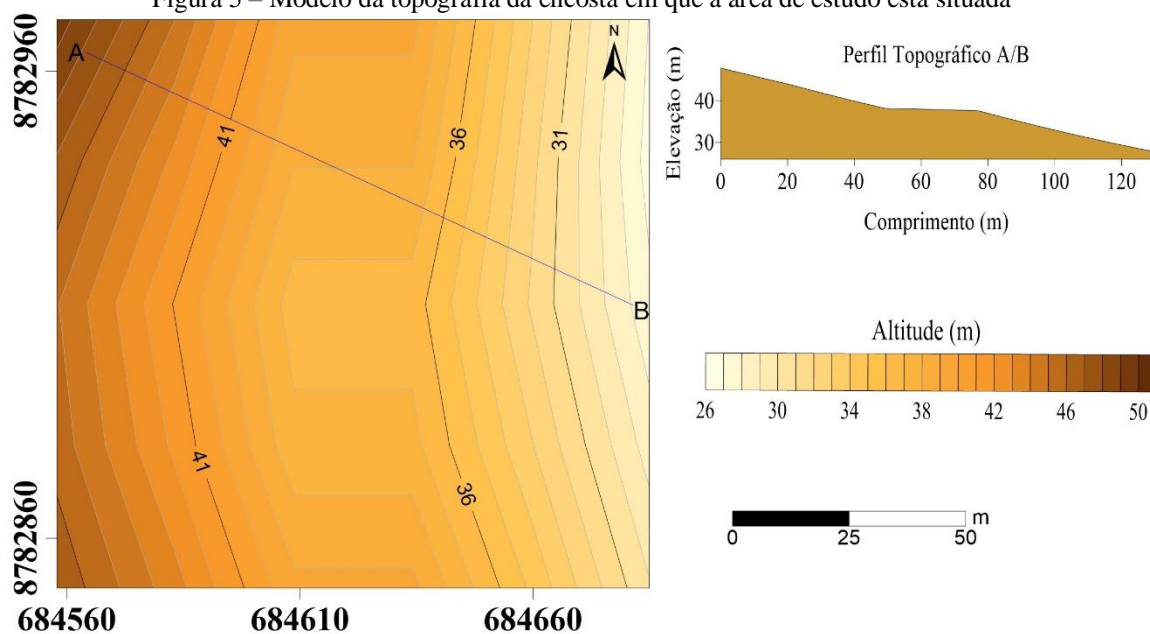 Figura 5 – Modelo da topografia da encosta em que a área de estudo está situada
A
B
N
41
41
36
36
31
8782960
8782860
684560
684610
684660
Perfil Topográfico A/B
Elevação (m)
40
30
0 20 40 60 80 100 120
Comprimento (m)
Altitude (m)
26 30 34 38 42 46 50
m
0 25 50